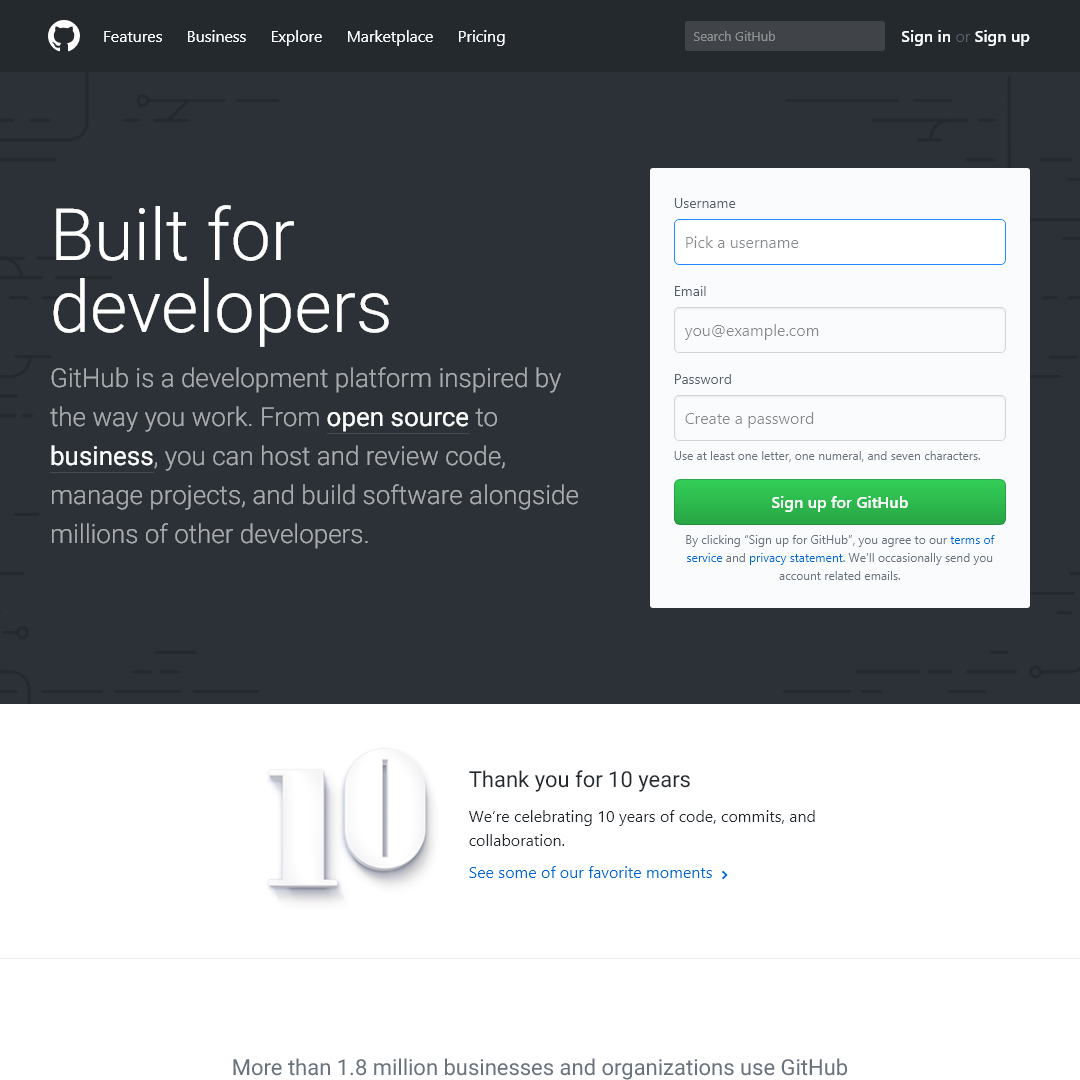 Features Business Explore Marketplace Pricing Search GitHub Sign in or Sign up
Built for
developers
GitHub is a development platform inspired by
the way you work. From open source to
business, you can host and review code,
manage projects, and build software alongside
millions of other developers.
Username
Pick a username
Email
you@example.com
Password
Create a password
Use at least one letter, one numeral, and seven characters.
Sign up for GitHub
By clicking “Sign up for GitHub”, you agree to our terms of
service and privacy statement. We’ll occasionally send you
account related emails.
10
Thank you for 10 years
We’re celebrating 10 years of code, commits, and
collaboration.
See some of our favorite moments
More than 1.8 million businesses and organizations use GitHub